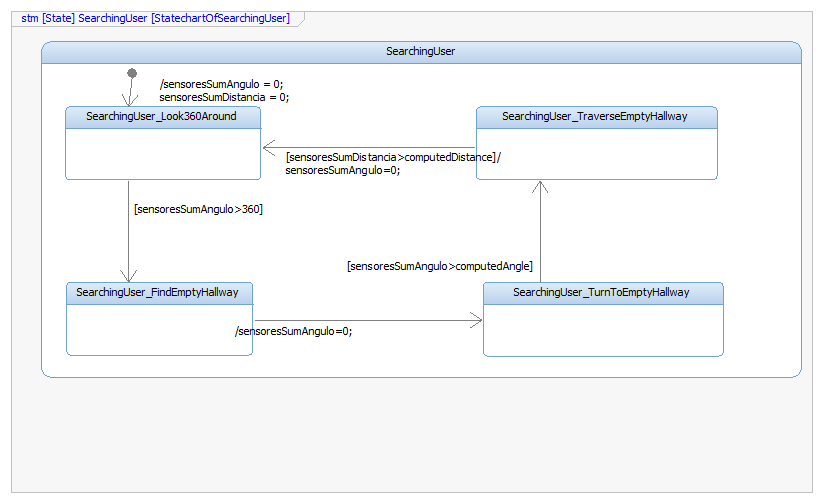 stm [State] SearchingUser [StatechartOfSearchingUser]
SearchingUser
/sensoresSumAngulo = 0;
sensoresSumDistancia = 0;
SearchingUser_Look360Around
SearchingUser_TraverseEmptyHallway
[sensoresSumDistancia>computedDistance]/
sensoresSumAngulo=0;
[sensoresSumAngulo>360]
[sensoresSumAngulo>computedAngle]
SearchingUser_FindEmptyHallway
SearchingUser_TurnToEmptyHallway
/sensoresSumAngulo=0;